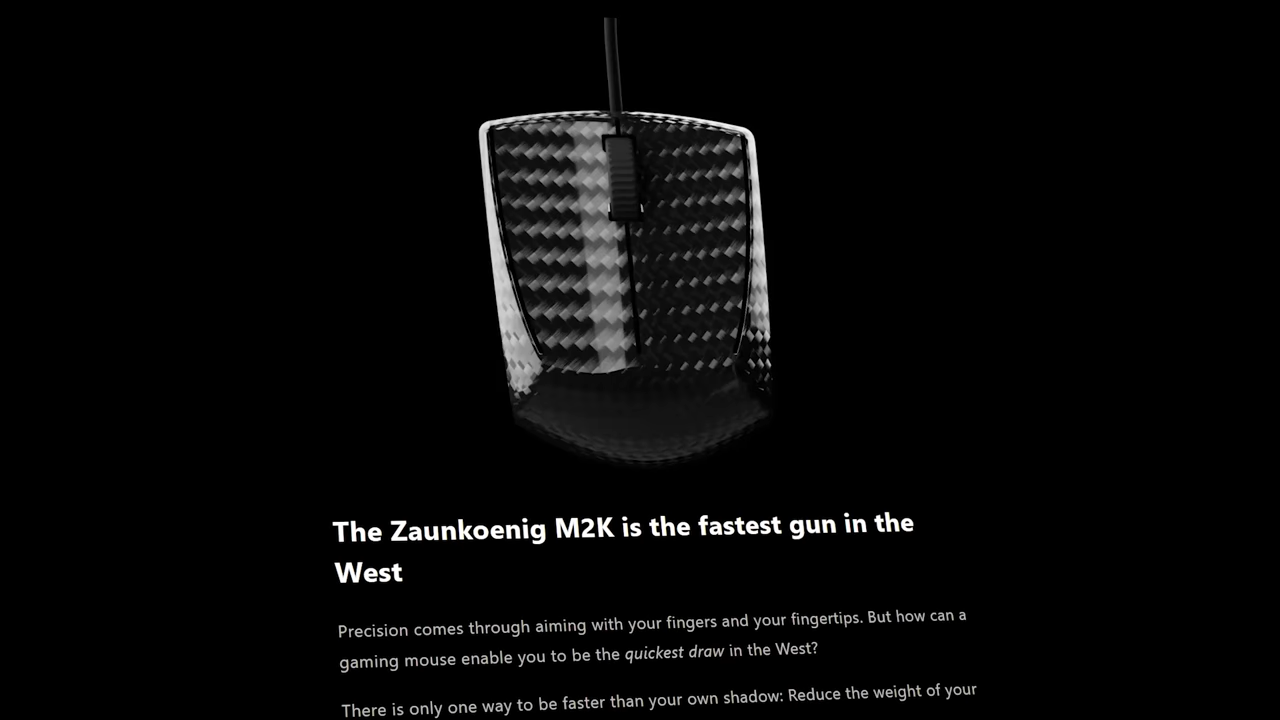 The Zaunkoenig M2K is the fastest gun in the
West
Precision comes through aiming with your fingers and your fingertips. But how can a
gaming mouse enable you to be the quickest draw in the West?
There is only one way to be faster than your own shadow: Reduce the weight of your